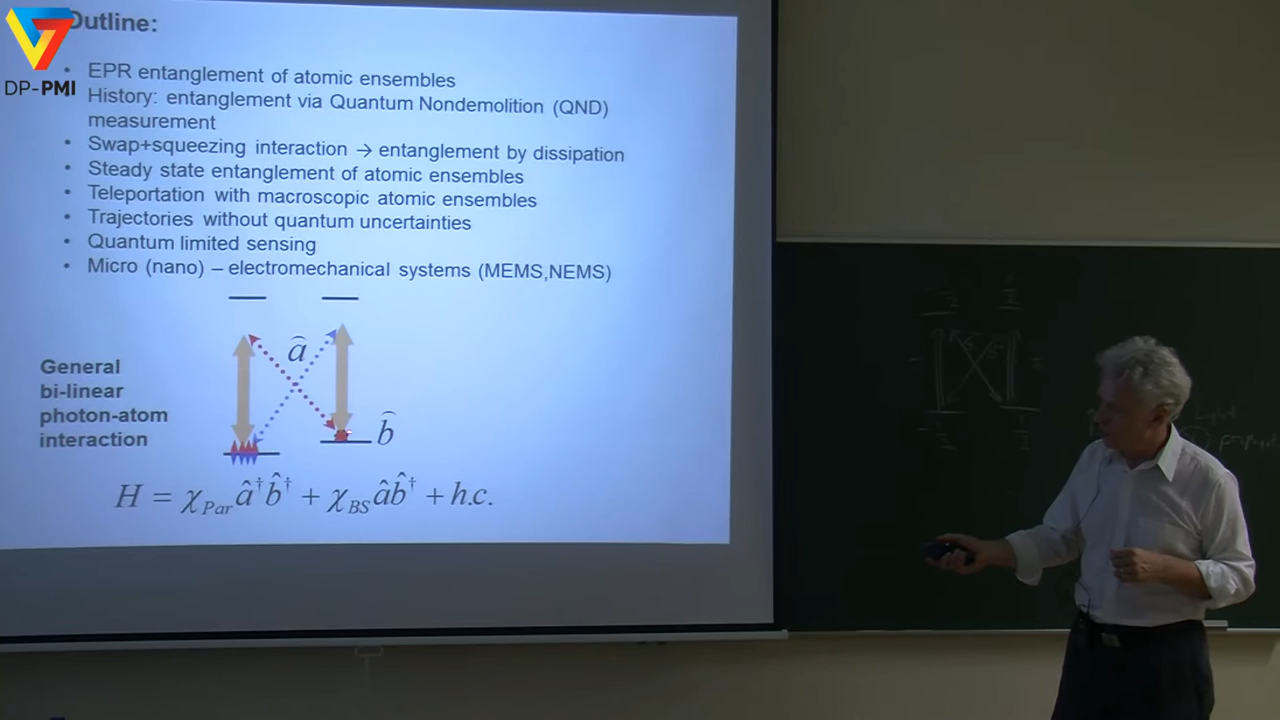 Outline:
DP-PMI
• EPR entanglement of atomic ensembles
• History: entanglement via Quantum Nondemolition (QND)
measurement
• Swap+squeezing interaction → entanglement by dissipation
• Steady state entanglement of atomic ensembles
• Teleportation with macroscopic atomic ensembles
• Trajectories without quantum uncertainties
• Quantum limited sensing
• Micro (nano) – electromechanical systems (MEMS,NEMS)
â
General
bi-linear
photon-atom
interaction
b̂
H = χ_Par â†b̂† + χ_BS âb̂† + h.c.
Light